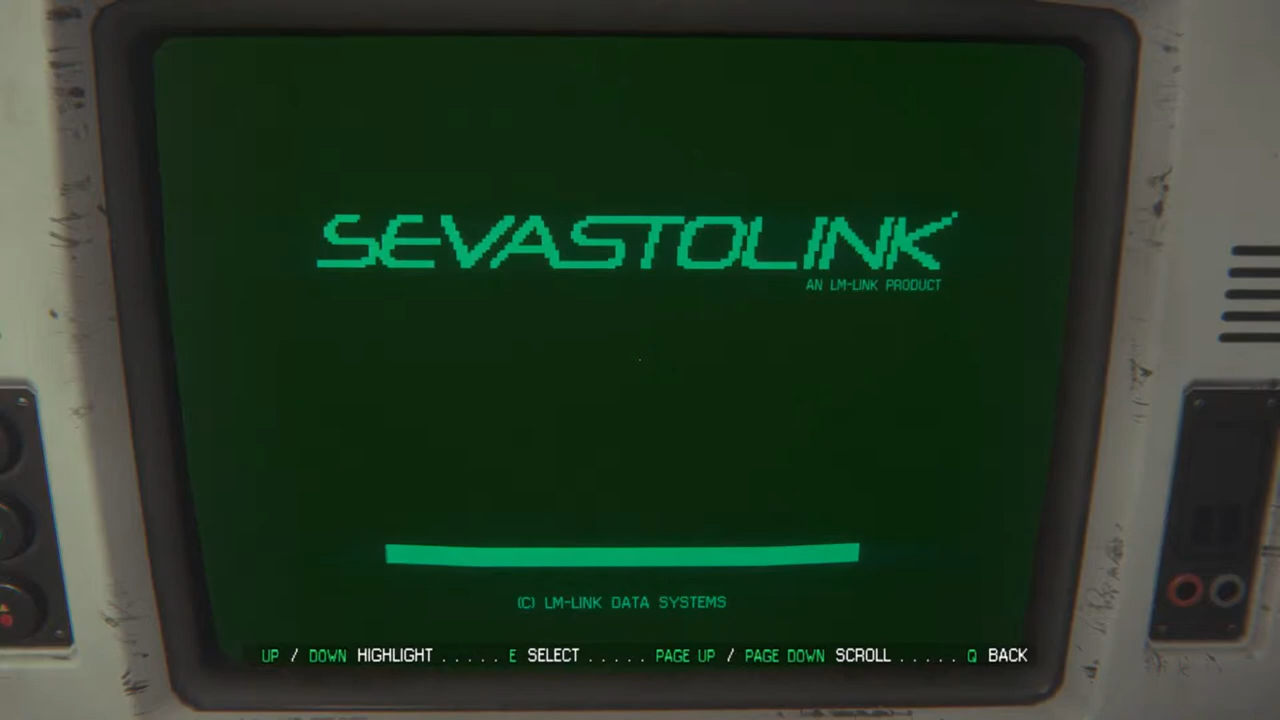 SEVASTOLINK
AN LM-LINK PRODUCT
(C) LM-LINK DATA SYSTEMS
UP / DOWN HIGHLIGHT ..... E SELECT ..... PAGE UP / PAGE DOWN SCROLL ..... Q BACK